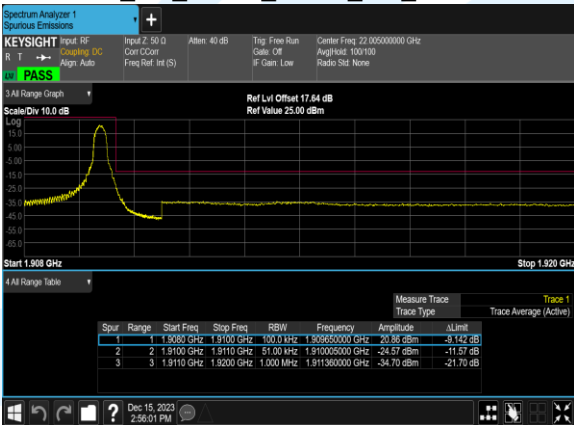 Spectrum Analyzer 1
Spurious Emissions
+
KEYSIGHT Input: RF Input Z: 50 Ω Atten: 40 dB Trig: Free Run Center Freq: 22.005000000 GHz
R T Coupling: DC Corr CCorr Gate: Off Avg|Hold: 100/100
Align: Auto Freq Ref: Int (S) IF Gain: Low Radio Std: None
PASS
3 All Range Graph
Ref Lvl Offset 17.64 dB
Scale/Div 10.0 dB Ref Value 25.00 dBm
Log
15.0
5.00
-5.00
-15.0
-25.0
-35.0
-45.0
-55.0
-65.0
Start 1.908 GHz Stop 1.920 GHz
4 All Range Table
Measure Trace Trace 1
Trace Type Trace Average (Active)
Spur Range Start Freq Stop Freq RBW Frequency Amplitude ΔLimit
1 1 1.9080 GHz 1.9100 GHz 100.0 kHz 1.909650000 GHz 20.86 dBm -9.142 dB
2 2 1.9100 GHz 1.9110 GHz 51.00 kHz 1.910005000 GHz -24.57 dBm -11.57 dB
3 3 1.9110 GHz 1.9200 GHz 1.000 MHz 1.911360000 GHz -34.70 dBm -21.70 dB
? Dec 15, 2023
2:56:01 PM